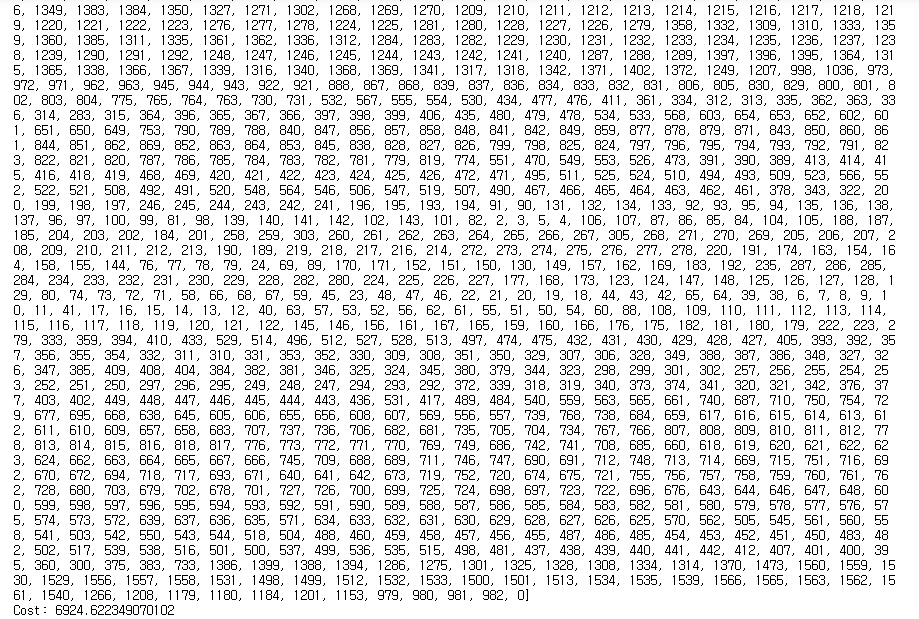 6, 1349, 1383, 1384, 1350, 1327, 1271, 1302, 1268, 1269, 1270, 1209, 1210, 1211, 1212, 1213, 1214, 1215, 1216, 1217, 1218, 121
9, 1220, 1221, 1222, 1223, 1276, 1277, 1278, 1224, 1225, 1281, 1280, 1228, 1227, 1226, 1279, 1358, 1332, 1309, 1310, 1333, 135
9, 1360, 1385, 1311, 1335, 1361, 1362, 1336, 1312, 1284, 1283, 1282, 1229, 1230, 1231, 1232, 1233, 1234, 1235, 1236, 1237, 123
8, 1239, 1290, 1291, 1292, 1248, 1247, 1246, 1245, 1244, 1243, 1242, 1241, 1240, 1287, 1288, 1289, 1397, 1396, 1395, 1364, 131
5, 1365, 1338, 1366, 1367, 1339, 1316, 1340, 1368, 1369, 1341, 1317, 1318, 1342, 1371, 1402, 1372, 1249, 1207, 998, 1036, 973,
972, 971, 962, 963, 945, 944, 943, 922, 921, 888, 867, 868, 839, 837, 836, 834, 833, 832, 831, 806, 805, 830, 829, 800, 801, 8
02, 803, 804, 775, 765, 764, 763, 730, 731, 532, 567, 555, 554, 530, 434, 477, 476, 411, 361, 334, 312, 313, 335, 362, 363, 33
6, 314, 283, 315, 364, 396, 365, 367, 366, 397, 398, 399, 406, 435, 480, 479, 478, 534, 533, 568, 603, 654, 653, 652, 602, 60
1, 651, 650, 649, 753, 790, 789, 788, 840, 847, 856, 857, 858, 848, 841, 842, 849, 859, 877, 878, 879, 871, 843, 850, 860, 86
1, 844, 851, 862, 869, 852, 863, 864, 853, 845, 838, 828, 827, 826, 799, 798, 825, 824, 797, 796, 795, 794, 793, 792, 791, 82
3, 822, 821, 820, 787, 786, 785, 784, 783, 782, 781, 779, 819, 774, 551, 470, 549, 553, 526, 473, 391, 390, 389, 413, 414, 41
5, 416, 418, 419, 468, 469, 420, 421, 422, 423, 424, 425, 426, 472, 471, 495, 511, 525, 524, 510, 494, 493, 509, 523, 566, 55
2, 522, 521, 508, 492, 491, 520, 548, 564, 546, 506, 547, 519, 507, 490, 467, 466, 465, 464, 463, 462, 461, 378, 343, 322, 20
0, 199, 198, 197, 246, 245, 244, 243, 242, 241, 196, 195, 193, 194, 91, 90, 131, 132, 134, 133, 92, 93, 95, 94, 135, 136, 138,
137, 96, 97, 100, 99, 81, 98, 139, 140, 141, 142, 102, 143, 101, 82, 2, 3, 5, 4, 106, 107, 87, 86, 85, 84, 104, 105, 188, 187,
185, 204, 203, 202, 184, 201, 258, 259, 303, 260, 261, 262, 263, 264, 265, 266, 267, 305, 268, 271, 270, 269, 205, 206, 207, 2
08, 209, 210, 211, 212, 213, 190, 189, 219, 218, 217, 216, 214, 272, 273, 274, 275, 276, 277, 278, 220, 191, 174, 163, 154, 16
4, 158, 155, 144, 76, 77, 78, 79, 24, 69, 89, 170, 171, 152, 151, 150, 130, 149, 157, 162, 169, 183, 192, 235, 287, 286, 285,
284, 234, 233, 232, 231, 230, 229, 228, 282, 280, 224, 225, 226, 227, 177, 168, 173, 123, 124, 147, 148, 125, 126, 127, 128, 1
29, 80, 74, 73, 72, 71, 58, 66, 68, 67, 59, 45, 23, 48, 47, 46, 22, 21, 20, 19, 18, 44, 43, 42, 65, 64, 39, 38, 6, 7, 8, 9, 1
0, 11, 41, 17, 16, 15, 14, 13, 12, 40, 63, 57, 53, 52, 56, 62, 61, 55, 51, 50, 54, 60, 88, 108, 109, 110, 111, 112, 113, 114,
115, 116, 117, 118, 119, 120, 121, 122, 145, 146, 156, 161, 167, 165, 159, 160, 166, 176, 175, 182, 181, 180, 179, 222, 223, 2
79, 333, 359, 394, 410, 433, 529, 514, 496, 512, 527, 528, 513, 497, 474, 475, 432, 431, 430, 429, 428, 427, 405, 393, 392, 35
7, 356, 355, 354, 332, 311, 310, 331, 353, 352, 330, 309, 308, 351, 350, 329, 307, 306, 328, 349, 388, 387, 386, 348, 327, 32
6, 347, 385, 409, 408, 404, 384, 382, 381, 346, 325, 324, 345, 380, 379, 344, 323, 298, 299, 301, 302, 257, 256, 255, 254, 25
3, 252, 251, 250, 297, 296, 295, 249, 248, 247, 294, 293, 292, 372, 339, 318, 319, 340, 373, 374, 341, 320, 321, 342, 376, 37
7, 403, 402, 449, 448, 447, 446, 445, 444, 443, 436, 531, 417, 489, 484, 540, 559, 563, 565, 661, 740, 687, 710, 750, 754, 72
9, 677, 695, 668, 638, 645, 605, 606, 655, 656, 608, 607, 569, 556, 557, 739, 768, 738, 684, 659, 617, 616, 615, 614, 613, 61
2, 611, 610, 609, 657, 658, 683, 707, 737, 736, 706, 682, 681, 735, 705, 704, 734, 767, 766, 807, 808, 809, 810, 811, 812, 77
8, 813, 814, 815, 816, 818, 817, 776, 773, 772, 771, 770, 769, 749, 686, 742, 741, 708, 685, 660, 618, 619, 620, 621, 622, 62
3, 624, 662, 663, 664, 665, 667, 666, 745, 709, 688, 689, 711, 746, 747, 690, 691, 712, 748, 713, 714, 669, 715, 751, 716, 69
2, 670, 672, 694, 718, 717, 693, 671, 640, 641, 642, 673, 719, 752, 720, 674, 675, 721, 755, 756, 757, 758, 759, 760, 761, 76
2, 728, 680, 703, 679, 702, 678, 701, 727, 726, 700, 699, 725, 724, 698, 697, 723, 722, 696, 676, 643, 644, 646, 647, 648, 60
0, 599, 598, 597, 596, 595, 594, 593, 592, 591, 590, 589, 588, 587, 586, 585, 584, 583, 582, 581, 580, 579, 578, 577, 576, 57
5, 574, 573, 572, 639, 637, 636, 635, 571, 634, 633, 632, 631, 630, 629, 628, 627, 626, 625, 570, 562, 505, 545, 561, 560, 55
8, 541, 503, 542, 550, 543, 544, 518, 504, 488, 460, 459, 458, 457, 456, 455, 487, 486, 485, 454, 453, 452, 451, 450, 483, 48
2, 502, 517, 539, 538, 516, 501, 500, 537, 499, 536, 535, 515, 498, 481, 437, 438, 439, 440, 441, 442, 412, 407, 401, 400, 39
5, 360, 300, 375, 383, 733, 1386, 1399, 1388, 1394, 1286, 1275, 1301, 1325, 1328, 1308, 1334, 1314, 1370, 1473, 1560, 1559, 15
30, 1529, 1556, 1557, 1558, 1531, 1498, 1499, 1512, 1532, 1533, 1500, 1501, 1513, 1534, 1535, 1539, 1566, 1565, 1563, 1562, 15
61, 1540, 1266, 1208, 1179, 1180, 1184, 1201, 1153, 979, 980, 981, 982, 0]
Cost: 6924.622349070102